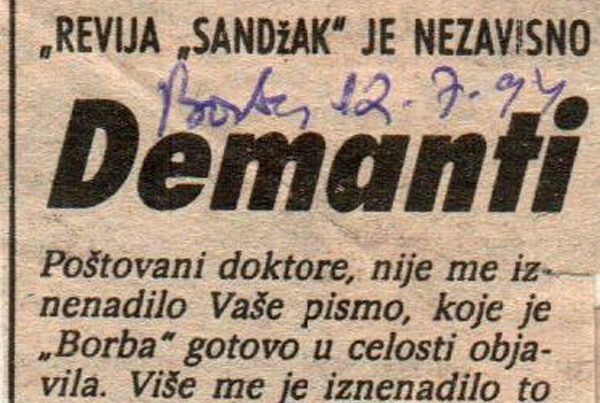 „REVIJA „SANDžAK“ JE NEZAVISNO
Borba, 12. 7. 94
Demanti
Poštovani doktore, nije me iz-
nenadilo Vaše pismo, koje je
„Borba“ gotovo u celosti obja-
vila. Više me je iznenadilo to